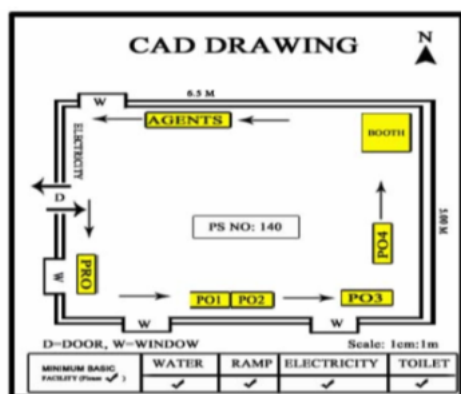 CAD DRAWING
N
6.5 M
W
AGENTS
BOOTH
ELECTRICITY
D
5.00 M
PS NO: 140
PO4
PRO
W
PO1 PO2
PO3
W
W
D=DOOR, W=WINDOW
Scale: 1cm:1m
MINIMUM BASIC
FACILITY (Please ✓)
WATER
RAMP
ELECTRICITY
TOILET
✓ ✓ ✓ ✓